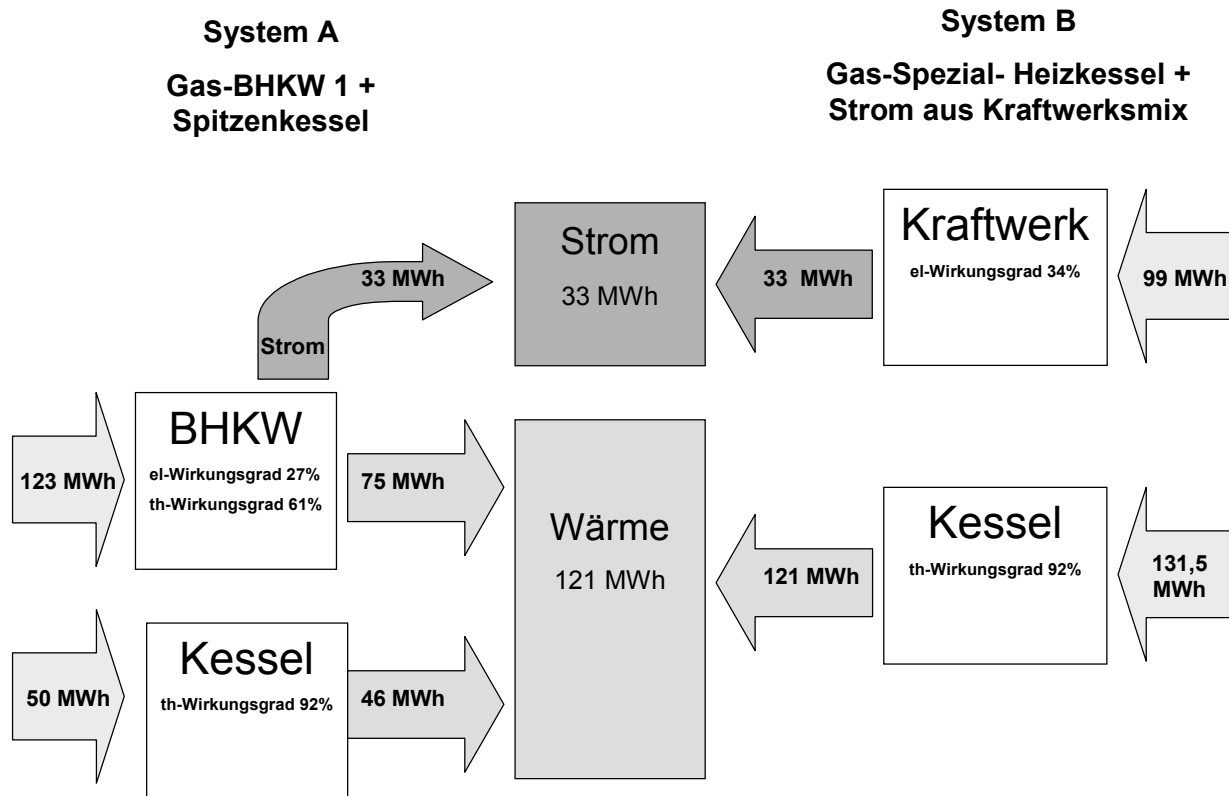 System A
Gas-BHKW 1 +
Spitzenkessel
System B
Gas-Spezial- Heizkessel +
Strom aus Kraftwerksmix
33 MWh
Strom
Strom
33 MWh
33 MWh
Kraftwerk
el-Wirkungsgrad 34%
99 MWh
123 MWh
BHKW
el-Wirkungsgrad 27%
th-Wirkungsgrad 61%
75 MWh
Wärme
121 MWh
121 MWh
Kessel
th-Wirkungsgrad 92%
131,5
MWh
50 MWh
Kessel
th-Wirkungsgrad 92%
46 MWh